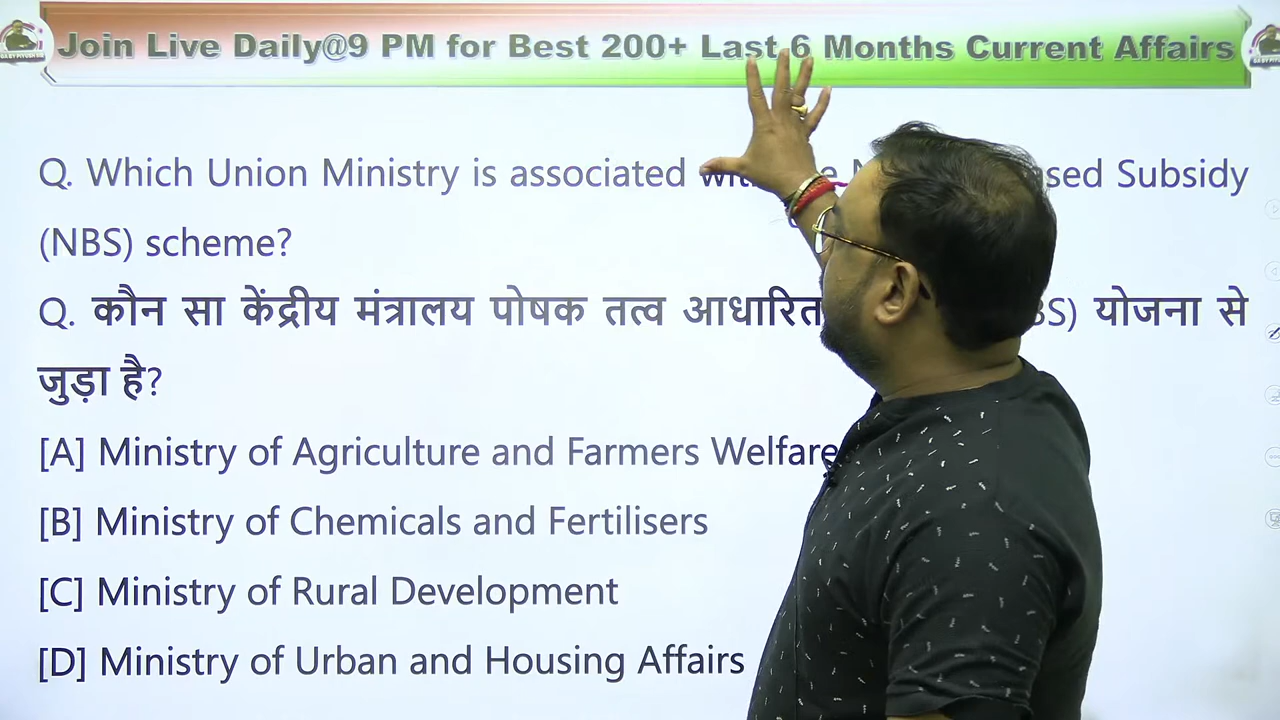 Join Live Daily@9 PM for Best 200+ Last 6 Months Current Affairs
Q. Which Union Ministry is associated Subsidy
(NBS) scheme?
Q. कौन सा केंद्रीय मंत्रालय पोषक तत्व आधारित योजना से
जुड़ा है?
[A] Ministry of Agriculture and Farmers Welfare
[B] Ministry of Chemicals and Fertilisers
[C] Ministry of Rural Development
[D] Ministry of Urban and Housing Affairs